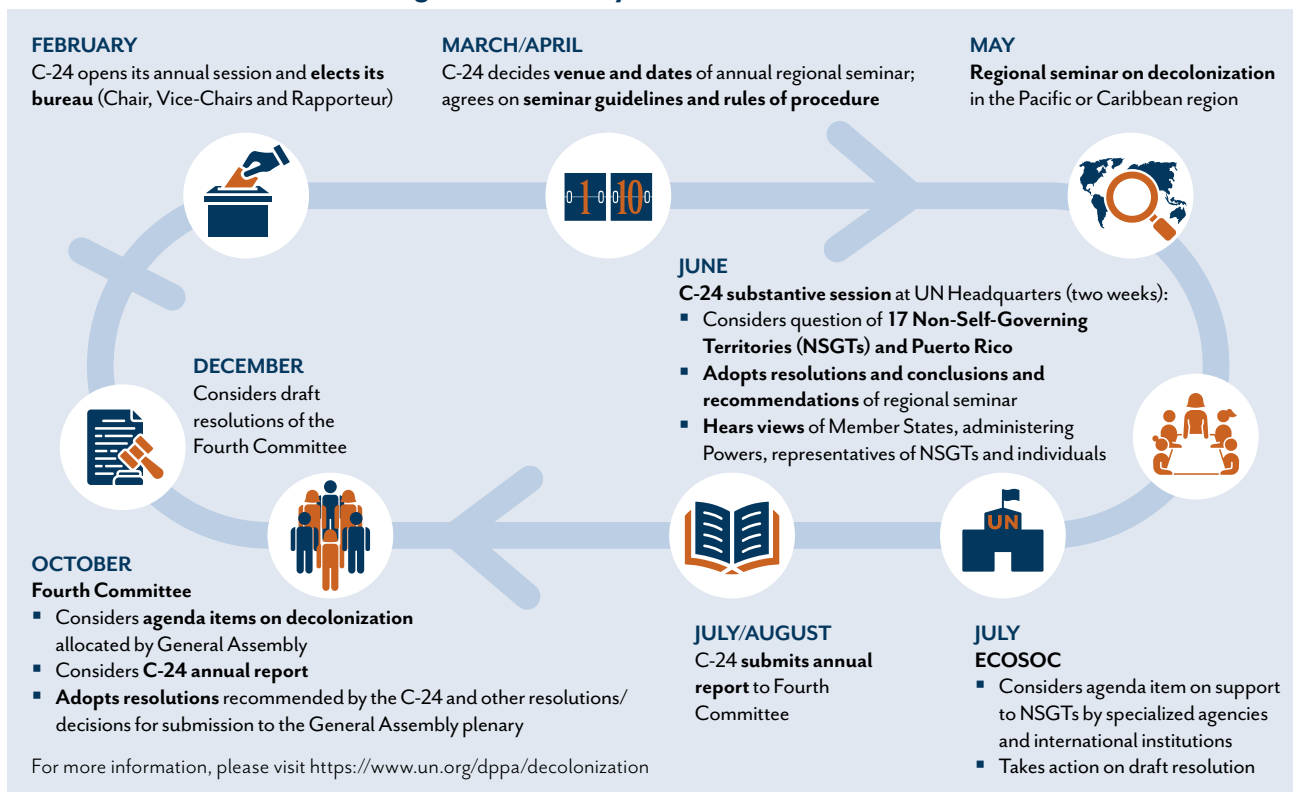 FEBRUARY
C-24 opens its annual session and elects its
bureau (Chair, Vice-Chairs and Rapporteur)
MARCH/APRIL
C-24 decides venue and dates of annual regional seminar;
agrees on seminar guidelines and rules of procedure
MAY
Regional seminar on decolonization
in the Pacific or Caribbean region
1 10
JUNE
C-24 substantive session at UN Headquarters (two weeks):
▪ Considers question of 17 Non-Self-Governing
Territories (NSGTs) and Puerto Rico
▪ Adopts resolutions and conclusions and
recommendations of regional seminar
▪ Hears views of Member States, administering
Powers, representatives of NSGTs and individuals
UN
JULY
ECOSOC
▪ Considers agenda item on support
to NSGTs by specialized agencies
and international institutions
▪ Takes action on draft resolution
JULY/AUGUST
C-24 submits annual
report to Fourth
Committee
OCTOBER
Fourth Committee
▪ Considers agenda items on decolonization
allocated by General Assembly
▪ Considers C-24 annual report
▪ Adopts resolutions recommended by the C-24 and other resolutions/
decisions for submission to the General Assembly plenary
DECEMBER
Considers draft
resolutions of the
Fourth Committee
For more information, please visit https://www.un.org/dppa/decolonization